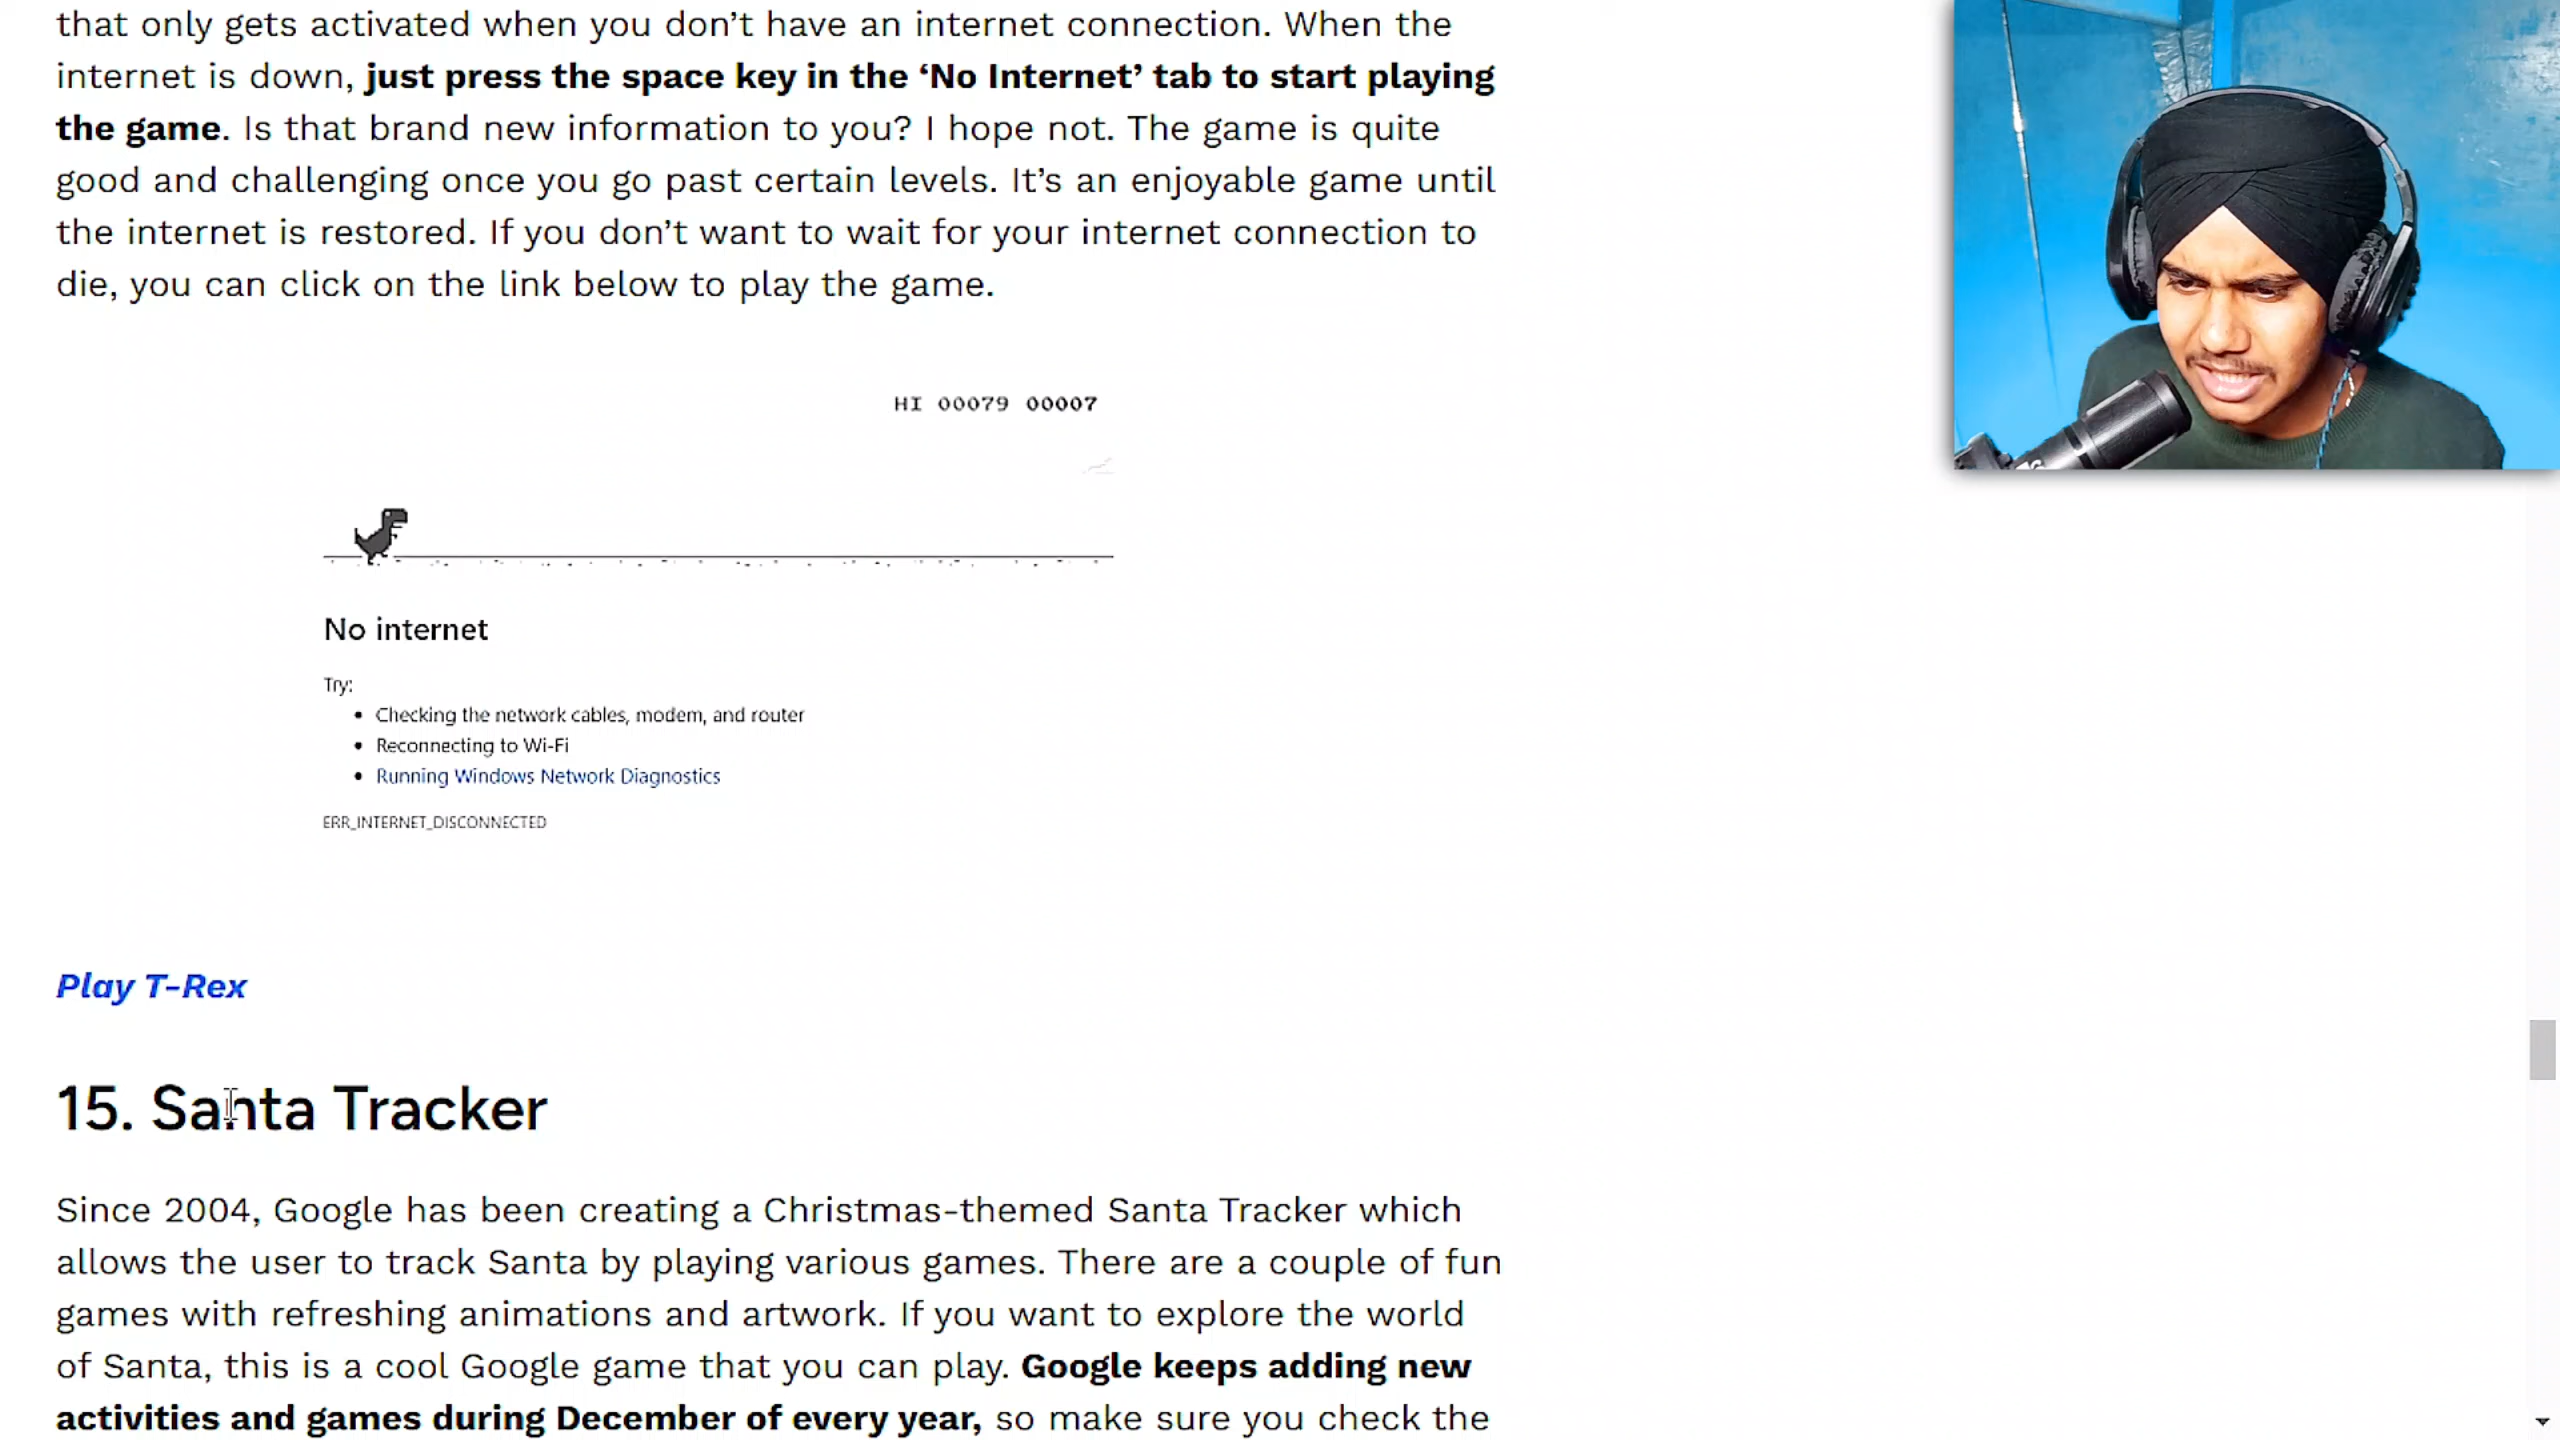 that only gets activated when you don’t have an internet connection. When the
internet is down, just press the space key in the ‘No Internet’ tab to start playing
the game. Is that brand new information to you? I hope not. The game is quite
good and challenging once you go past certain levels. It’s an enjoyable game until
the internet is restored. If you don’t want to wait for your internet connection to
die, you can click on the link below to play the game.
HI 00079 00007
No internet
Try:
• Checking the network cables, modem, and router
• Reconnecting to Wi-Fi
• Running Windows Network Diagnostics
ERR_INTERNET_DISCONNECTED
Play T-Rex
15. Santa Tracker
Since 2004, Google has been creating a Christmas-themed Santa Tracker which
allows the user to track Santa by playing various games. There are a couple of fun
games with refreshing animations and artwork. If you want to explore the world
of Santa, this is a cool Google game that you can play. Google keeps adding new
activities and games during December of every year, so make sure you check the